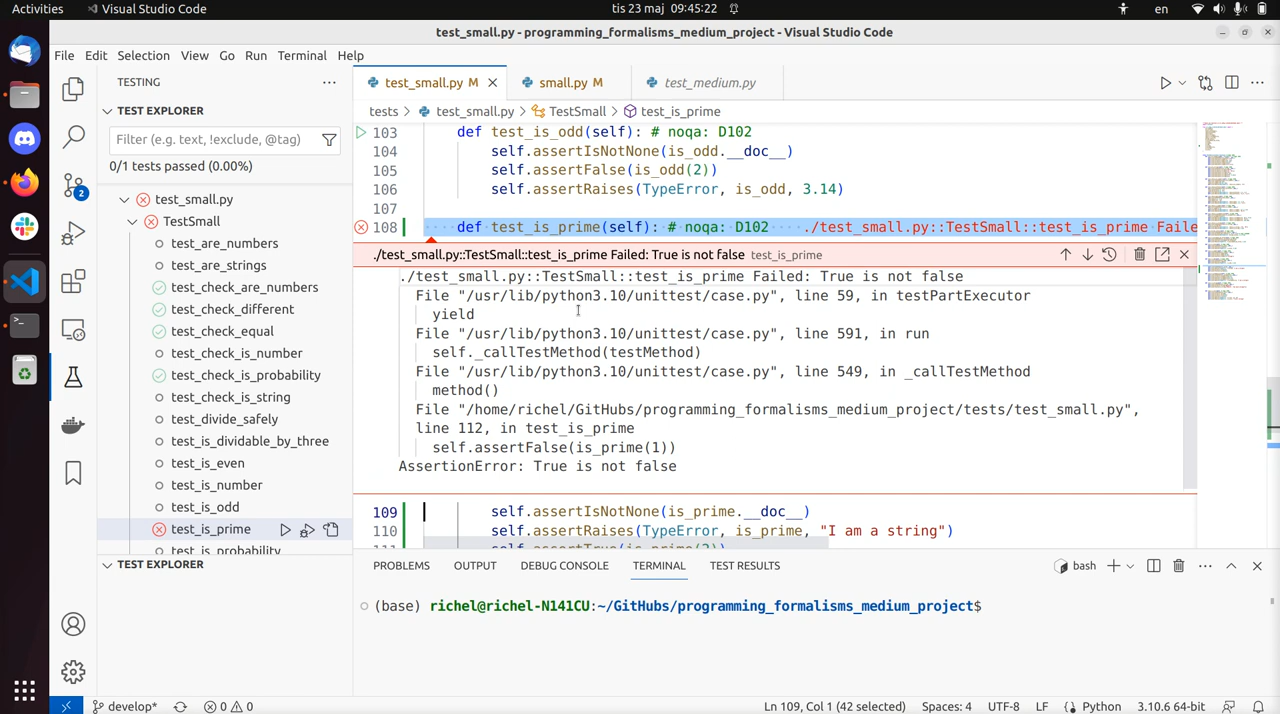 Activities
Visual Studio Code
tis 23 maj 09:45:22
en
test_small.py - programming_formalisms_medium_project - Visual Studio Code
File Edit Selection View Go Run Terminal Help
TESTING
TEST EXPLORER
Filter (e.g. text, !exclude, @tag)
0/1 tests passed (0.00%)
test_small.py
TestSmall
test_are_numbers
test_are_strings
test_check_are_numbers
test_check_different
test_check_equal
test_check_is_number
test_check_is_probability
test_check_is_string
test_divide_safely
test_is_dividable_by_three
test_is_even
test_is_number
test_is_odd
test_is_prime
test_is_probability
TEST EXPLORER
2
test_small.py M
small.py M
test_medium.py
tests > test_small.py > TestSmall > test_is_prime
103 def test_is_odd(self): # noqa: D102
104 self.assertIsNotNone(is_odd.__doc__)
105 self.assertFalse(is_odd(2))
106 self.assertRaises(TypeError, is_odd, 3.14)
107
108 def test_is_prime(self): # noqa: D102 ./test_small.py::TestSmall::test_is_prime Faile
./test_small.py::TestSmall::test_is_prime Failed: True is not false test_is_prime
./test_small.py::TestSmall::test_is_prime Failed: True is not false
File "/usr/lib/python3.10/unittest/case.py", line 59, in testPartExecutor
yield
File "/usr/lib/python3.10/unittest/case.py", line 591, in run
self._callTestMethod(testMethod)
File "/usr/lib/python3.10/unittest/case.py", line 549, in _callTestMethod
method()
File "/home/richel/GitHubs/programming_formalisms_medium_project/tests/test_small.py",
line 112, in test_is_prime
self.assertFalse(is_prime(1))
AssertionError: True is not false
109 self.assertIsNotNone(is_prime.__doc__)
110 self.assertRaises(TypeError, is_prime, "I am a string")
111 self.assertTrue(is_prime(2))
PROBLEMS OUTPUT DEBUG CONSOLE TERMINAL TEST RESULTS
bash
(base) richel@richel-N141CU:~/GitHubs/programming_formalisms_medium_project$
develop*
0 0
Ln 109, Col 1 (42 selected)
Spaces: 4
UTF-8
LF
Python
3.10.6 64-bit